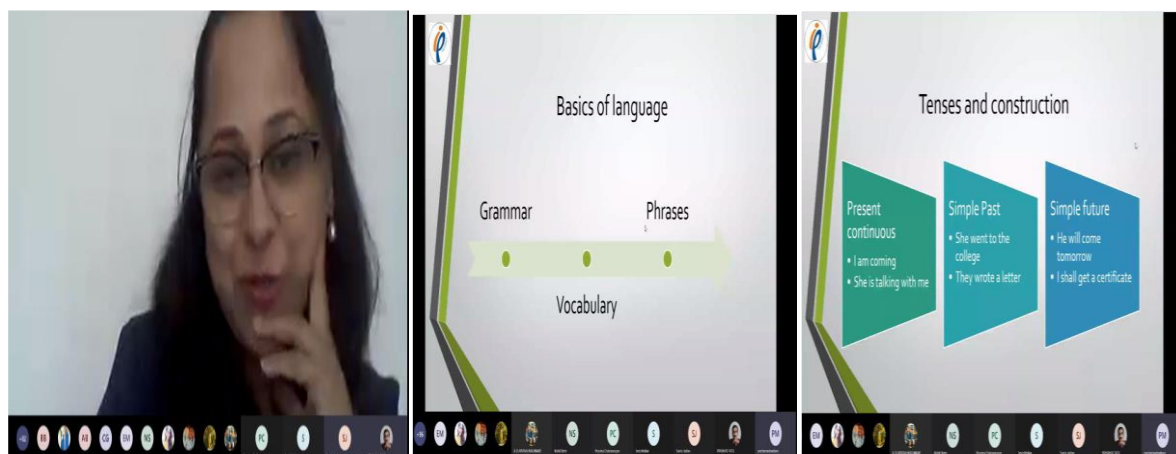 Basics of language
Grammar
Phrases
Vocabulary
Tenses and construction
Present
continuous
• I am coming
• She is talking with me
Simple Past
• She went to the
college
• They wrote a letter
Simple future
• He will come
tomorrow
• I shall get a certificate
RB
AB
CG
EM
NS
PC
S
SJ
EM
NS
PC
S
SJ
PM
EM
NS
PC
S
SJ
PM